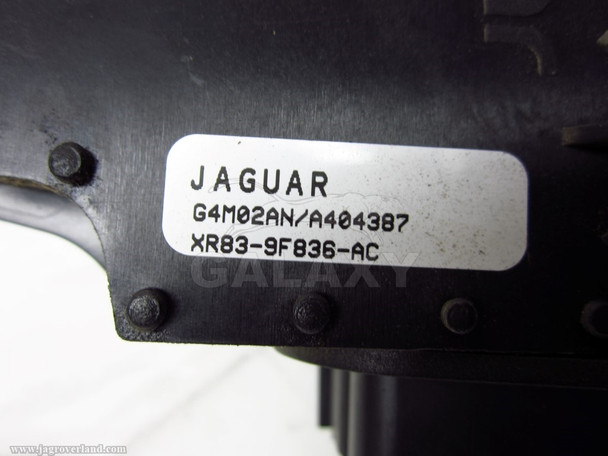 JAGUAR
G4M02AN/A404387
XR83-9F836-AC
GALAXY
www.jagroverland.com